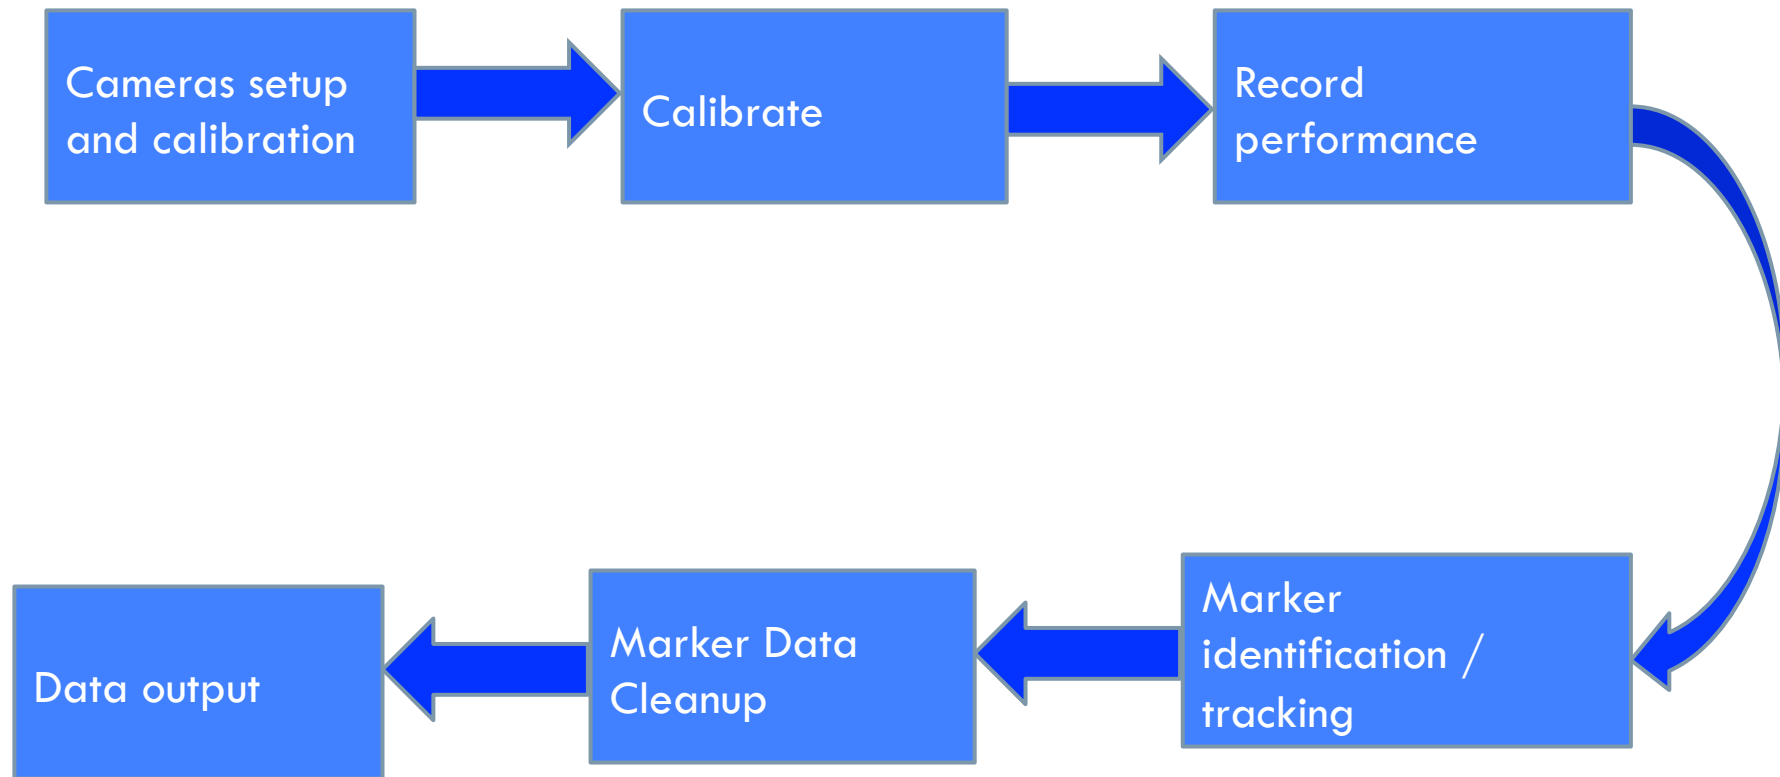 Cameras setup
and calibration
Calibrate
Record
performance
Marker
identification /
tracking
Marker Data
Cleanup
Data output